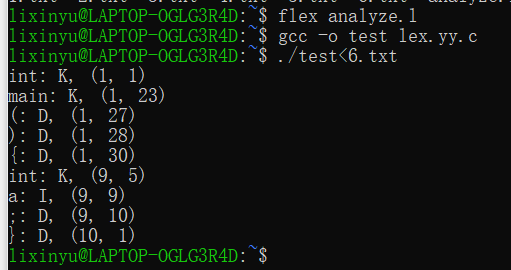 lixinyu@LAPTOP-OGLG3R4D:~$ flex analyze.l
lixinyu@LAPTOP-OGLG3R4D:~$ gcc -o test lex.yy.c
lixinyu@LAPTOP-OGLG3R4D:~$ ./test<6.txt
int: K, (1, 1)
main: K, (1, 23)
(: D, (1, 27)
): D, (1, 28)
{: D, (1, 30)
int: K, (9, 5)
a: I, (9, 9)
;: D, (9, 10)
}: D, (10, 1)
lixinyu@LAPTOP-OGLG3R4D:~$